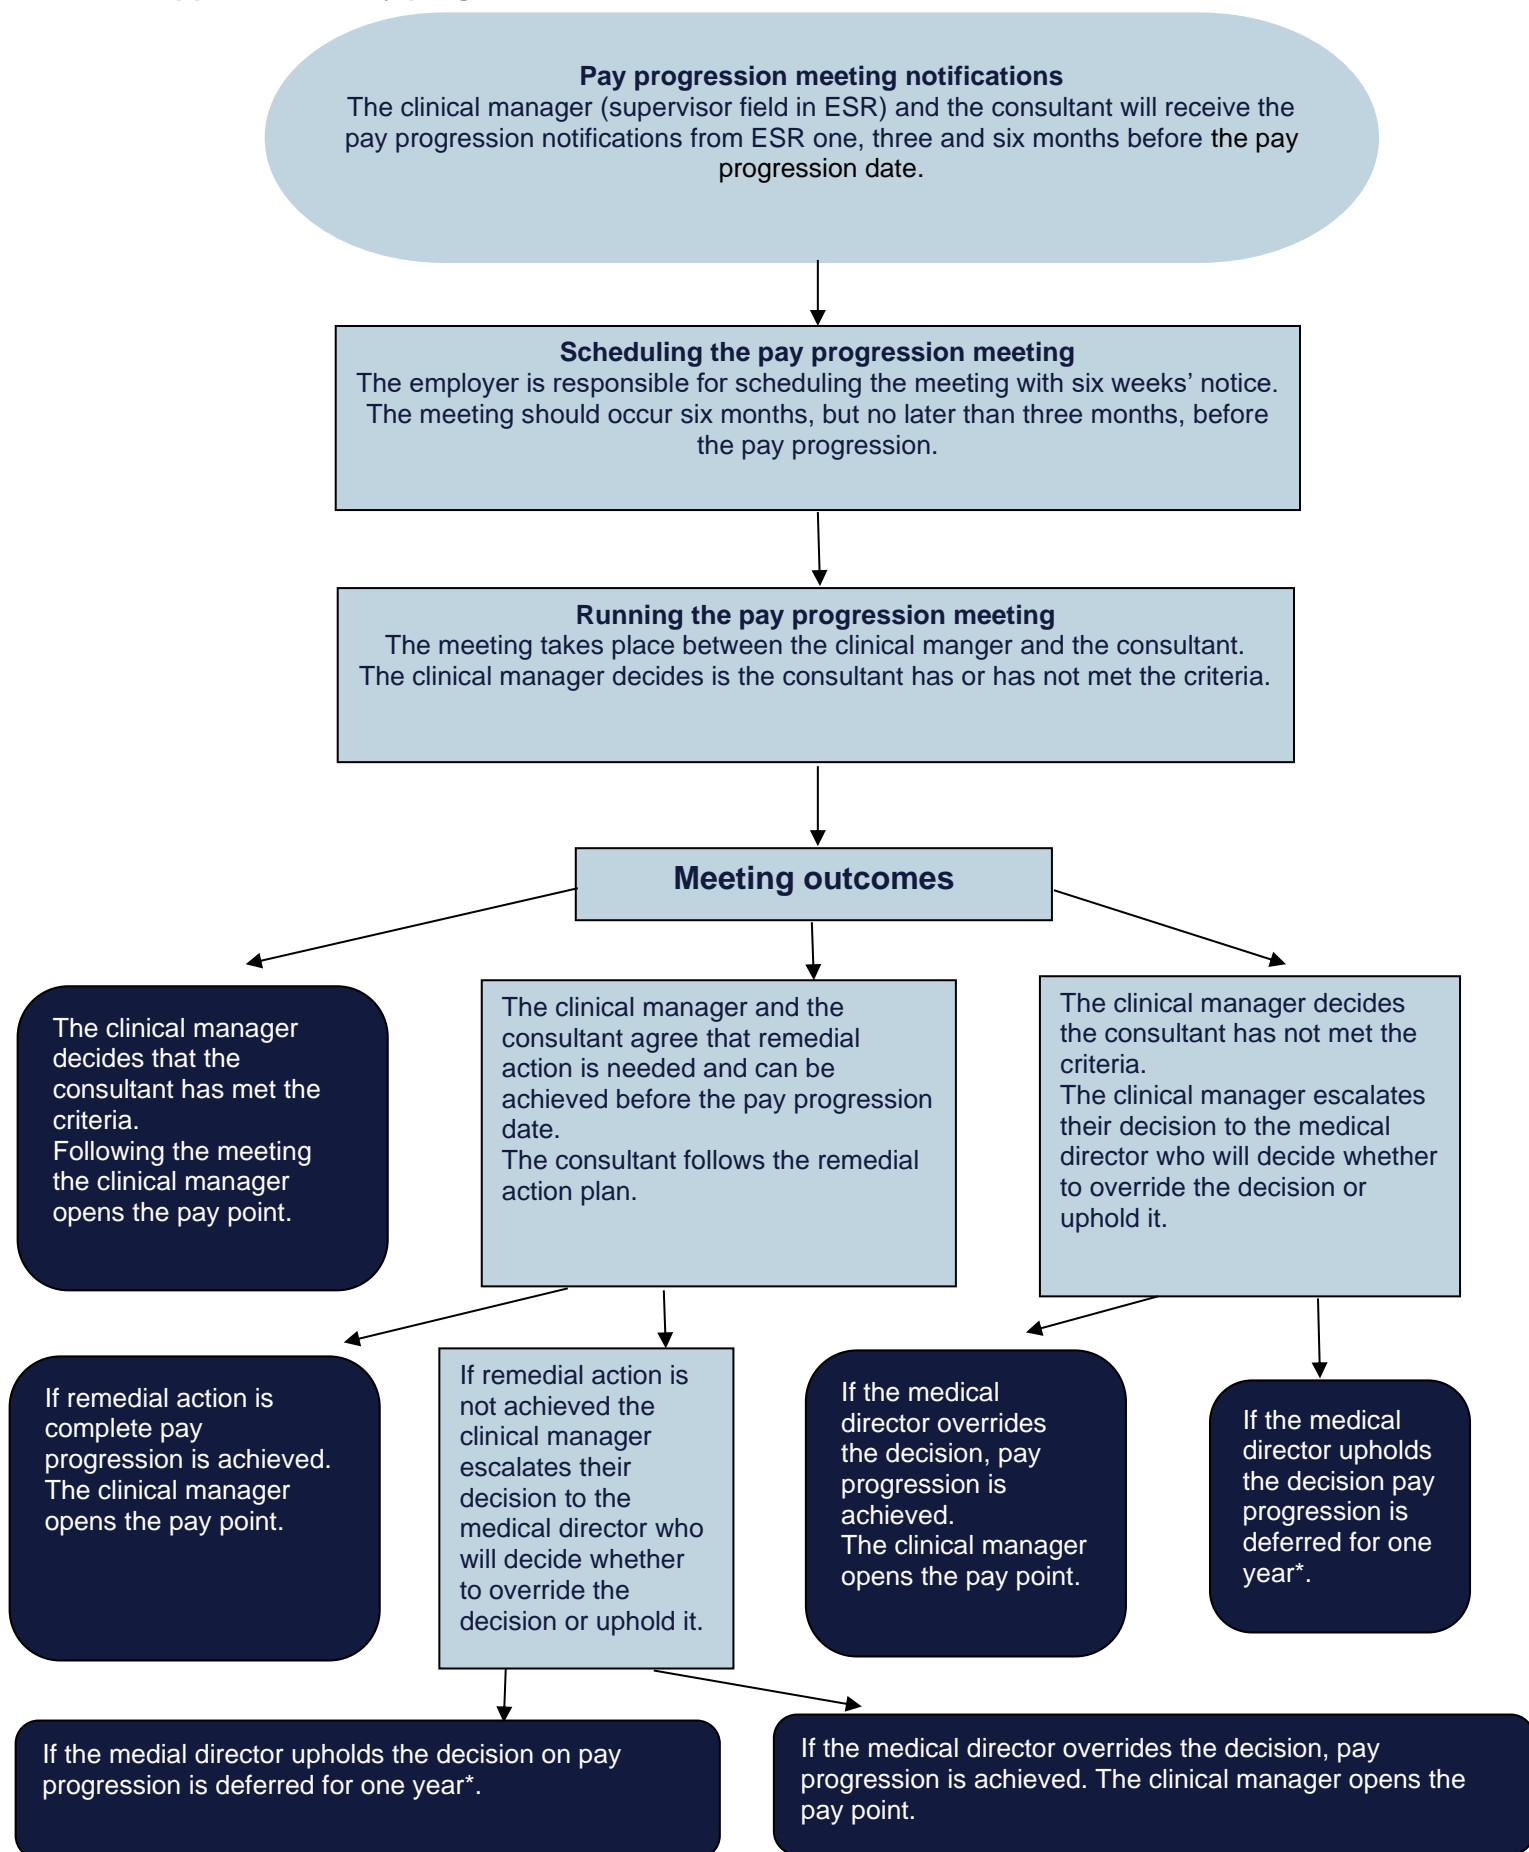 Pay progression meeting notifications
The clinical manager (supervisor field in ESR) and the consultant will receive the
pay progression notifications from ESR one, three and six months before the pay
progression date.
Scheduling the pay progression meeting
The employer is responsible for scheduling the meeting with six weeks’ notice.
The meeting should occur six months, but no later than three months, before
the pay progression.
Running the pay progression meeting
The meeting takes place between the clinical manger and the consultant.
The clinical manager decides is the consultant has or has not met the criteria.
Meeting outcomes
The clinical manager
decides that the
consultant has met the
criteria.
Following the meeting
the clinical manager
opens the pay point.
The clinical manager and the
consultant agree that remedial
action is needed and can be
achieved before the pay progression
date.
The consultant follows the remedial
action plan.
The clinical manager decides
the consultant has not met the
criteria.
The clinical manager escalates
their decision to the medical
director who will decide whether
to override the decision or
uphold it.
If remedial action is
complete pay
progression is achieved.
The clinical manager
opens the pay point.
If remedial action is
not achieved the
clinical manager
escalates their
decision to the
medical director who
will decide whether
to override the
decision or uphold it.
If the medical
director overrides
the decision, pay
progression is
achieved.
The clinical manager
opens the pay point.
If the medical
director upholds
the decision pay
progression is
deferred for one
year*.
If the medial director upholds the decision on pay
progression is deferred for one year*.
If the medical director overrides the decision, pay
progression is achieved. The clinical manager opens the
pay point.